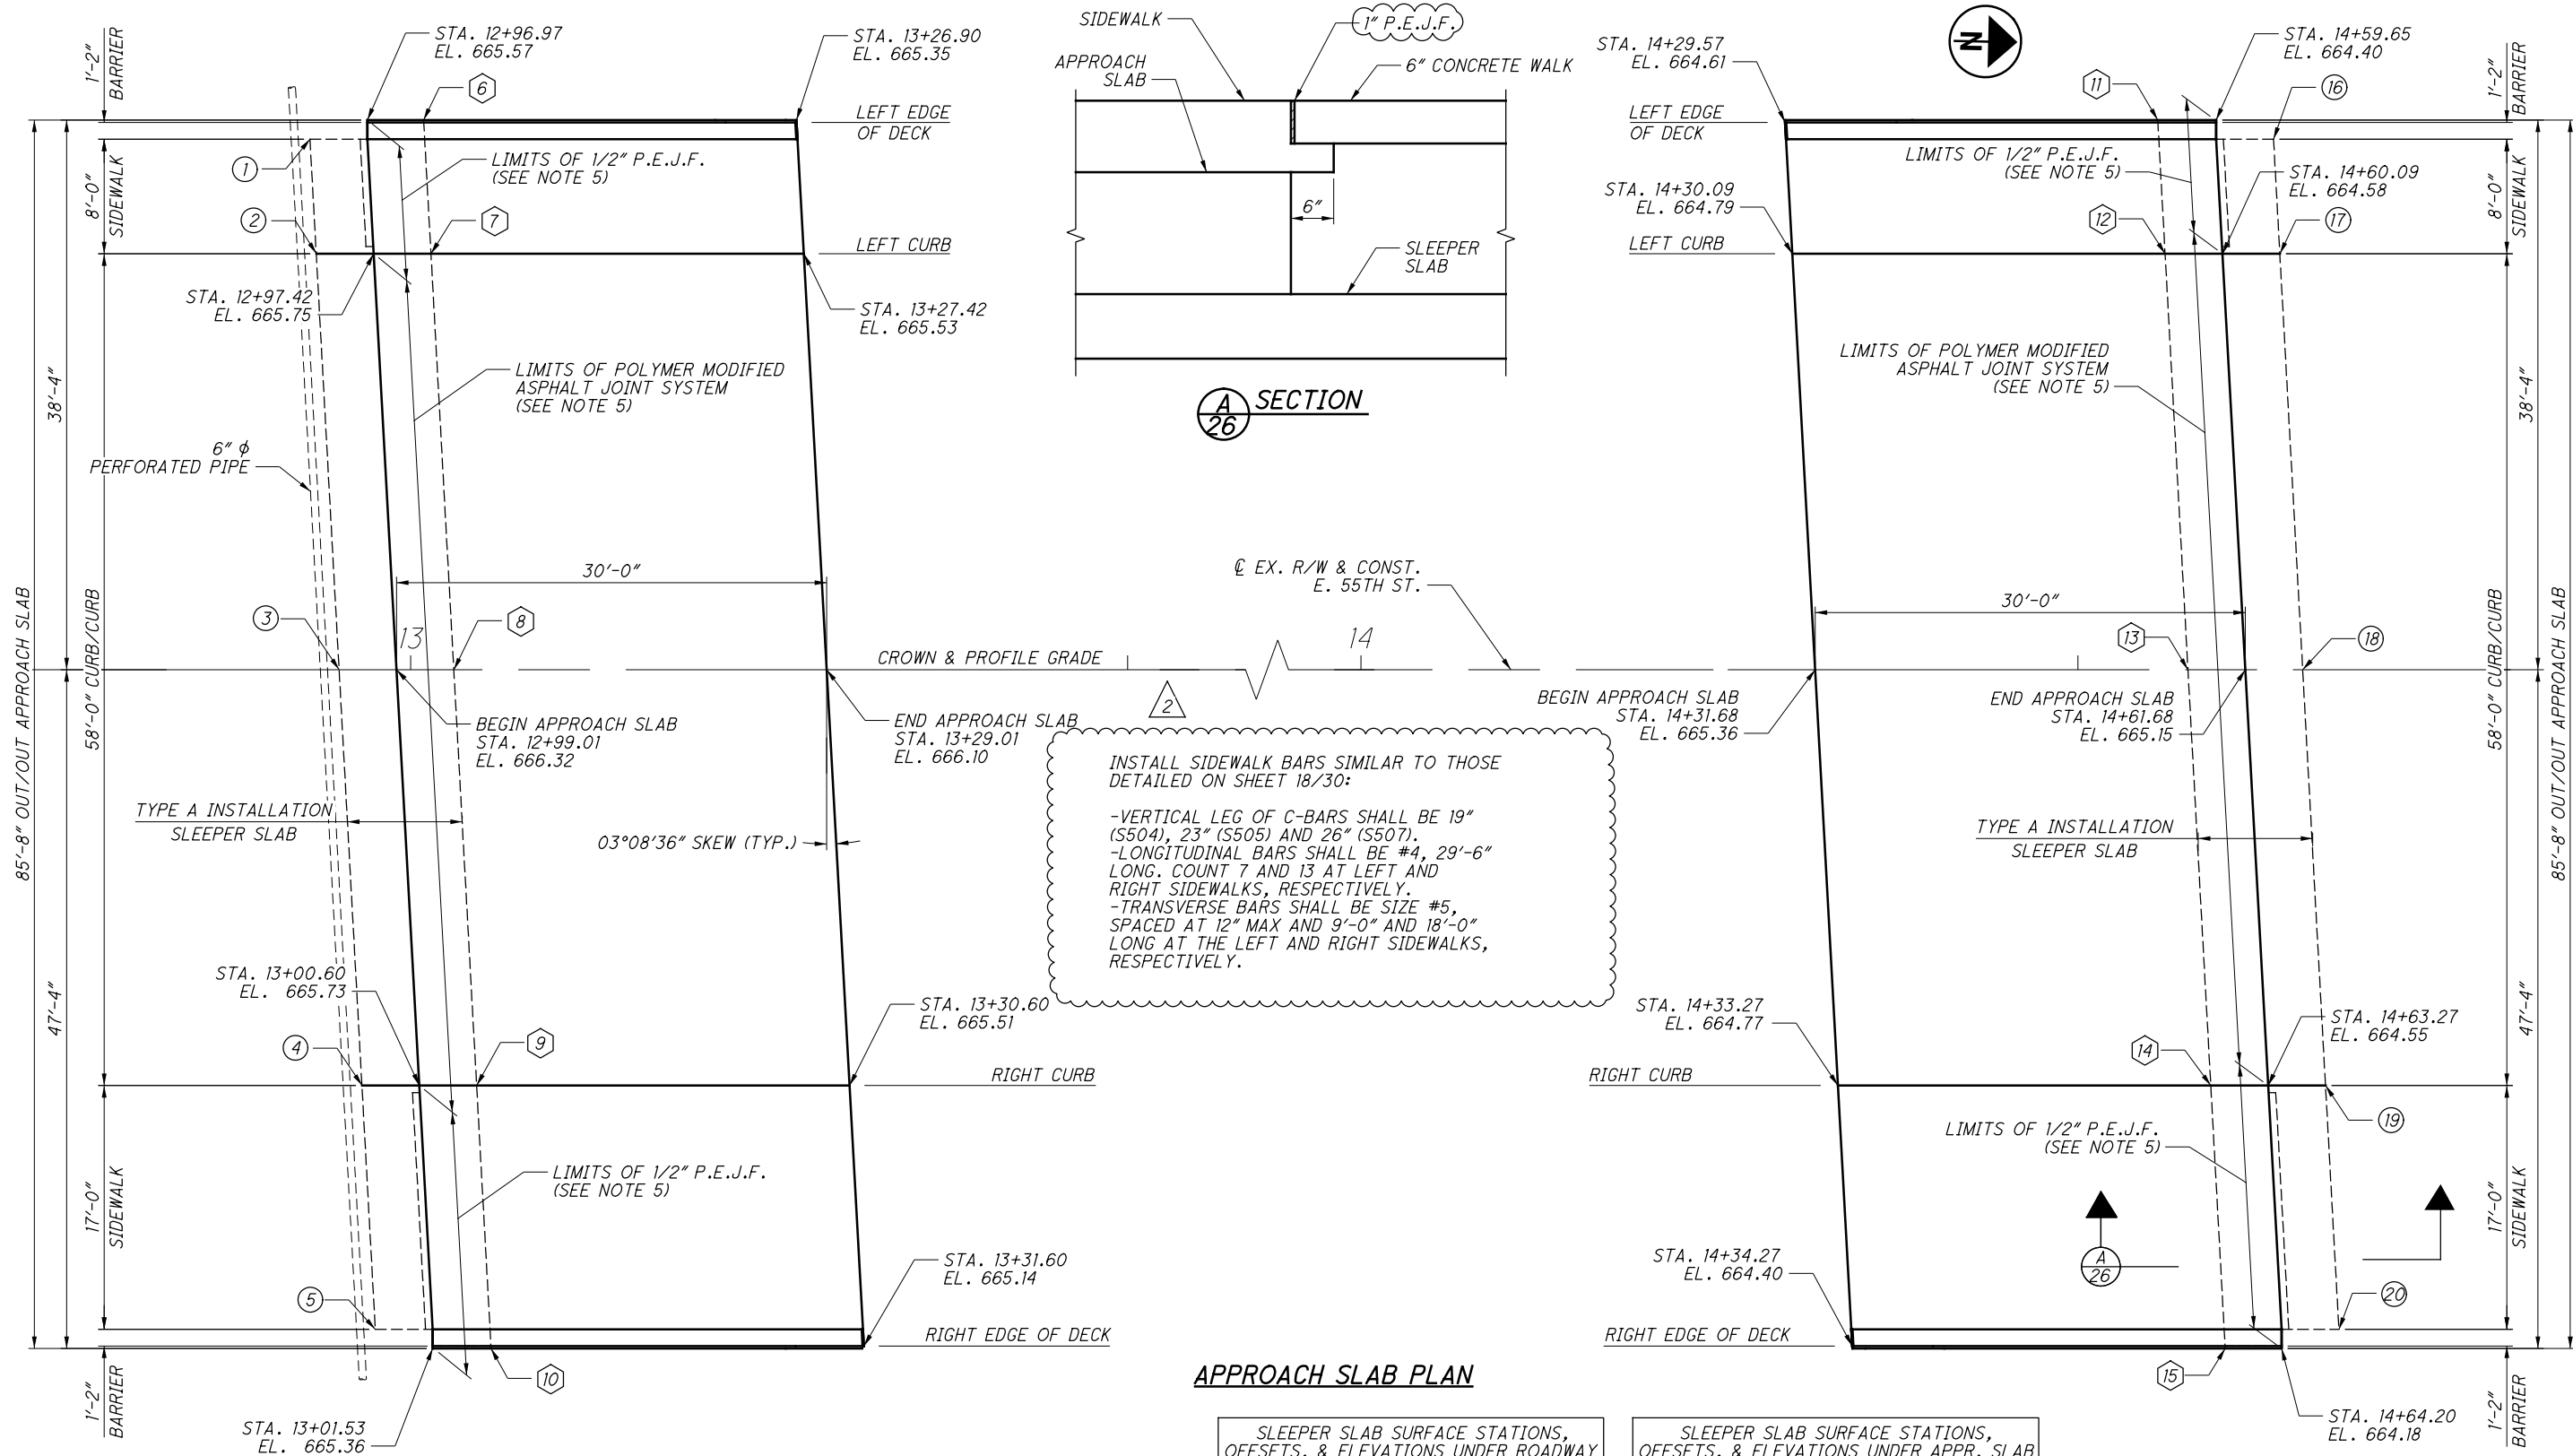 1'-2"
BARRIER
STA. 12+96.97
EL. 665.57
6
STA. 13+26.90
EL. 665.35
LEFT EDGE
OF DECK
1
2
8'-0"
SIDEWALK
LIMITS OF 1/2" P.E.J.F.
(SEE NOTE 5)
7
LEFT CURB
STA. 12+97.42
EL. 665.75
STA. 13+27.42
EL. 665.53
38'-4"
LIMITS OF POLYMER MODIFIED
ASPHALT JOINT SYSTEM
(SEE NOTE 5)
6" ϕ
PERFORATED PIPE
85'-8" OUT/OUT APPROACH SLAB
58'-0" CURB/CURB
30'-0"
3
13
8
CROWN & PROFILE GRADE
BEGIN APPROACH SLAB
STA. 12+99.01
EL. 666.32
END APPROACH SLAB
STA. 13+29.01
EL. 666.10
TYPE A INSTALLATION
SLEEPER SLAB
03°08'36" SKEW (TYP.)
47'-4"
STA. 13+00.60
EL. 665.73
STA. 13+30.60
EL. 665.51
4
9
RIGHT CURB
17'-0"
SIDEWALK
LIMITS OF 1/2" P.E.J.F.
(SEE NOTE 5)
STA. 13+31.60
EL. 665.14
5
RIGHT EDGE OF DECK
10
1'-2"
BARRIER
STA. 13+01.53
EL. 665.36
SIDEWALK
1" P.E.J.F.
APPROACH
SLAB
6" CONCRETE WALK
6"
SLEEPER
SLAB
A
26
SECTION
℄ EX. R/W & CONST.
E. 55TH ST.
14
2
INSTALL SIDEWALK BARS SIMILAR TO THOSE
DETAILED ON SHEET 18/30:
-VERTICAL LEG OF C-BARS SHALL BE 19"
(S504), 23" (S505) AND 26" (S507).
-LONGITUDINAL BARS SHALL BE #4, 29'-6"
LONG. COUNT 7 AND 13 AT LEFT AND
RIGHT SIDEWALKS, RESPECTIVELY.
-TRANSVERSE BARS SHALL BE SIZE #5,
SPACED AT 12" MAX AND 9'-0" AND 18'-0"
LONG AT THE LEFT AND RIGHT SIDEWALKS,
RESPECTIVELY.
N
STA. 14+29.57
EL. 664.61
STA. 14+59.65
EL. 664.40
11
16
1'-2"
BARRIER
LEFT EDGE
OF DECK
LIMITS OF 1/2" P.E.J.F.
(SEE NOTE 5)
STA. 14+60.09
EL. 664.58
8'-0"
SIDEWALK
STA. 14+30.09
EL. 664.79
12
17
LEFT CURB
LIMITS OF POLYMER MODIFIED
ASPHALT JOINT SYSTEM
(SEE NOTE 5)
38'-4"
30'-0"
58'-0" CURB/CURB
85'-8" OUT/OUT APPROACH SLAB
13
18
BEGIN APPROACH SLAB
STA. 14+31.68
EL. 665.36
END APPROACH SLAB
STA. 14+61.68
EL. 665.15
TYPE A INSTALLATION
SLEEPER SLAB
47'-4"
STA. 14+33.27
EL. 664.77
STA. 14+63.27
EL. 664.55
14
RIGHT CURB
19
LIMITS OF 1/2" P.E.J.F.
(SEE NOTE 5)
17'-0"
SIDEWALK
A
26
STA. 14+34.27
EL. 664.40
20
RIGHT EDGE OF DECK
15
1'-2"
BARRIER
STA. 14+64.20
EL. 664.18
APPROACH SLAB PLAN
SLEEPER SLAB SURFACE STATIONS,
OFFSETS, & ELEVATIONS UNDER ROADWAY
SLEEPER SLAB SURFACE STATIONS,
OFFSETS, & ELEVATIONS UNDER APPR. SLAB